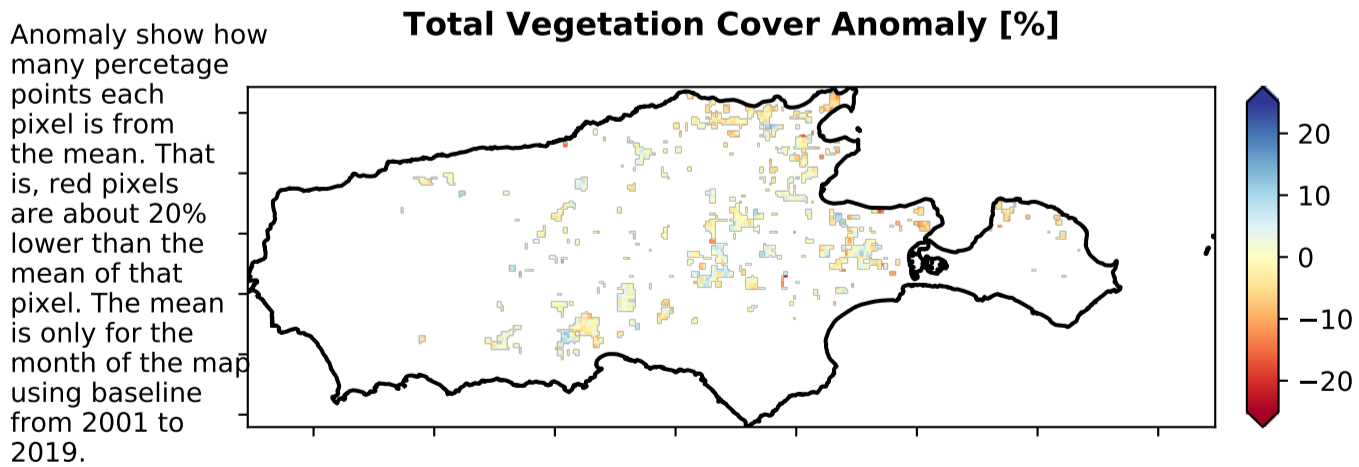 Total Vegetation Cover Anomaly [%]
Anomaly show how
many percetage
points each
pixel is from
the mean. That
is, red pixels
are about 20%
lower than the
mean of that
pixel. The mean
is only for the
month of the map
using baseline
from 2001 to
2019.
20
10
0
−10
−20